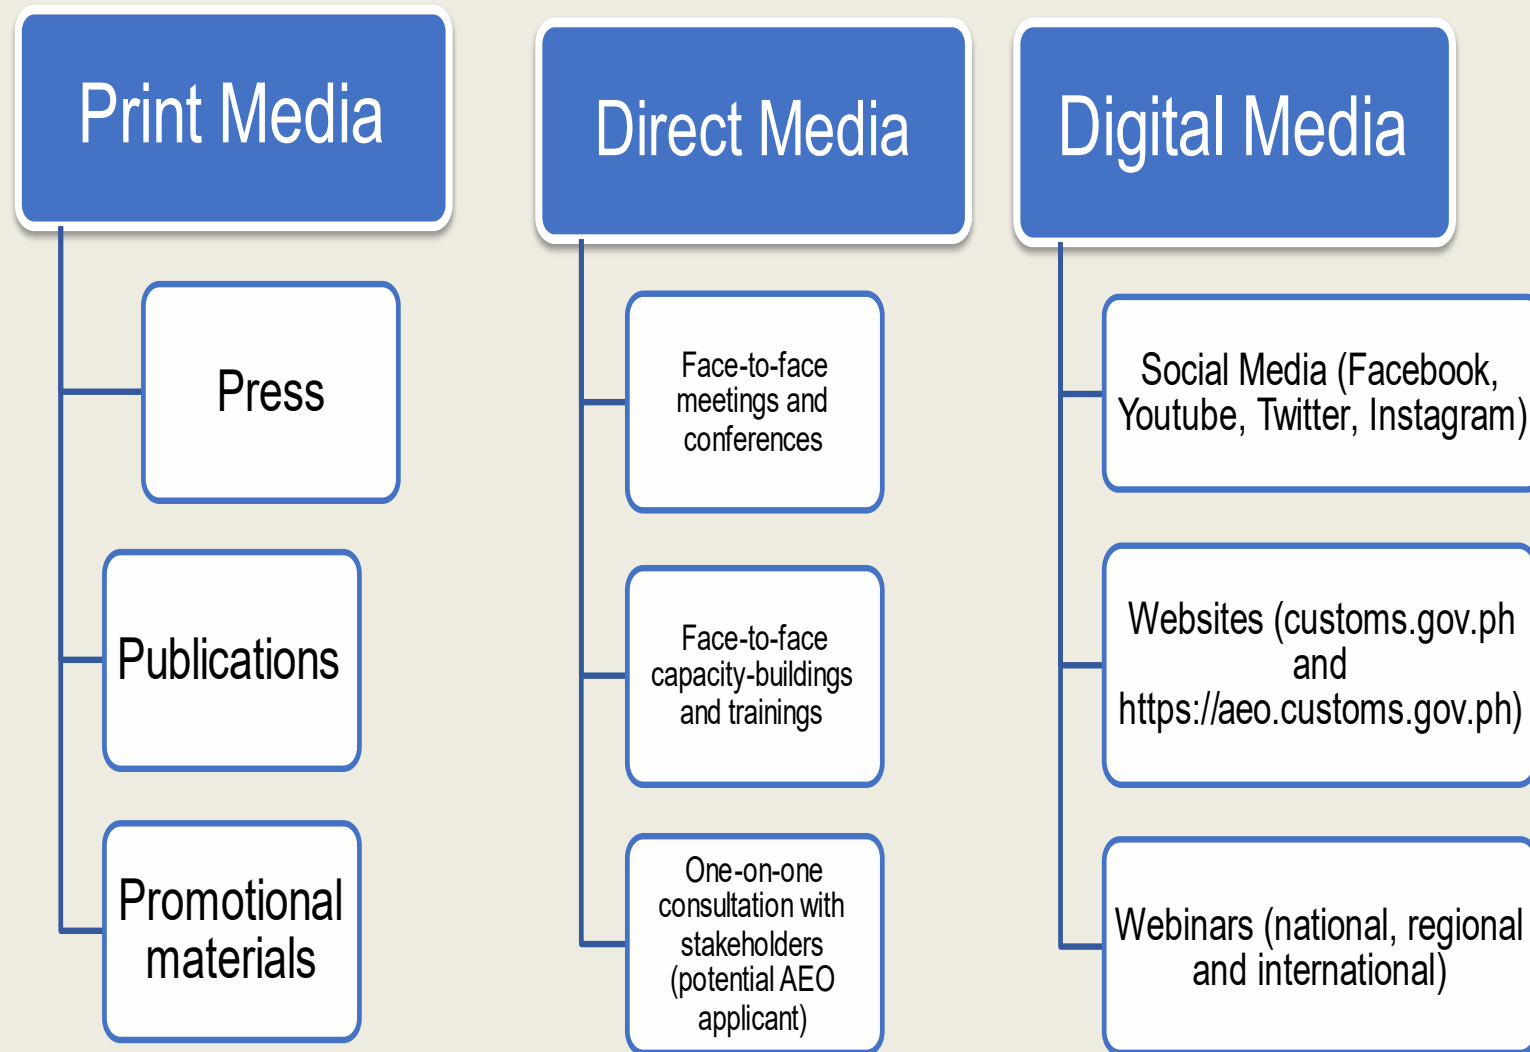 Print Media
Press
Publications
Promotional
materials
Direct Media
Face-to-face
meetings and
conferences
Face-to-face
capacity-buildings
and trainings
One-on-one
consultation with
stakeholders
(potential AEO
applicant)
Digital Media
Social Media (Facebook,
Youtube, Twitter, Instagram)
Websites (customs.gov.ph
and
https://aeo.customs.gov.ph)
Webinars (national, regional
and international)